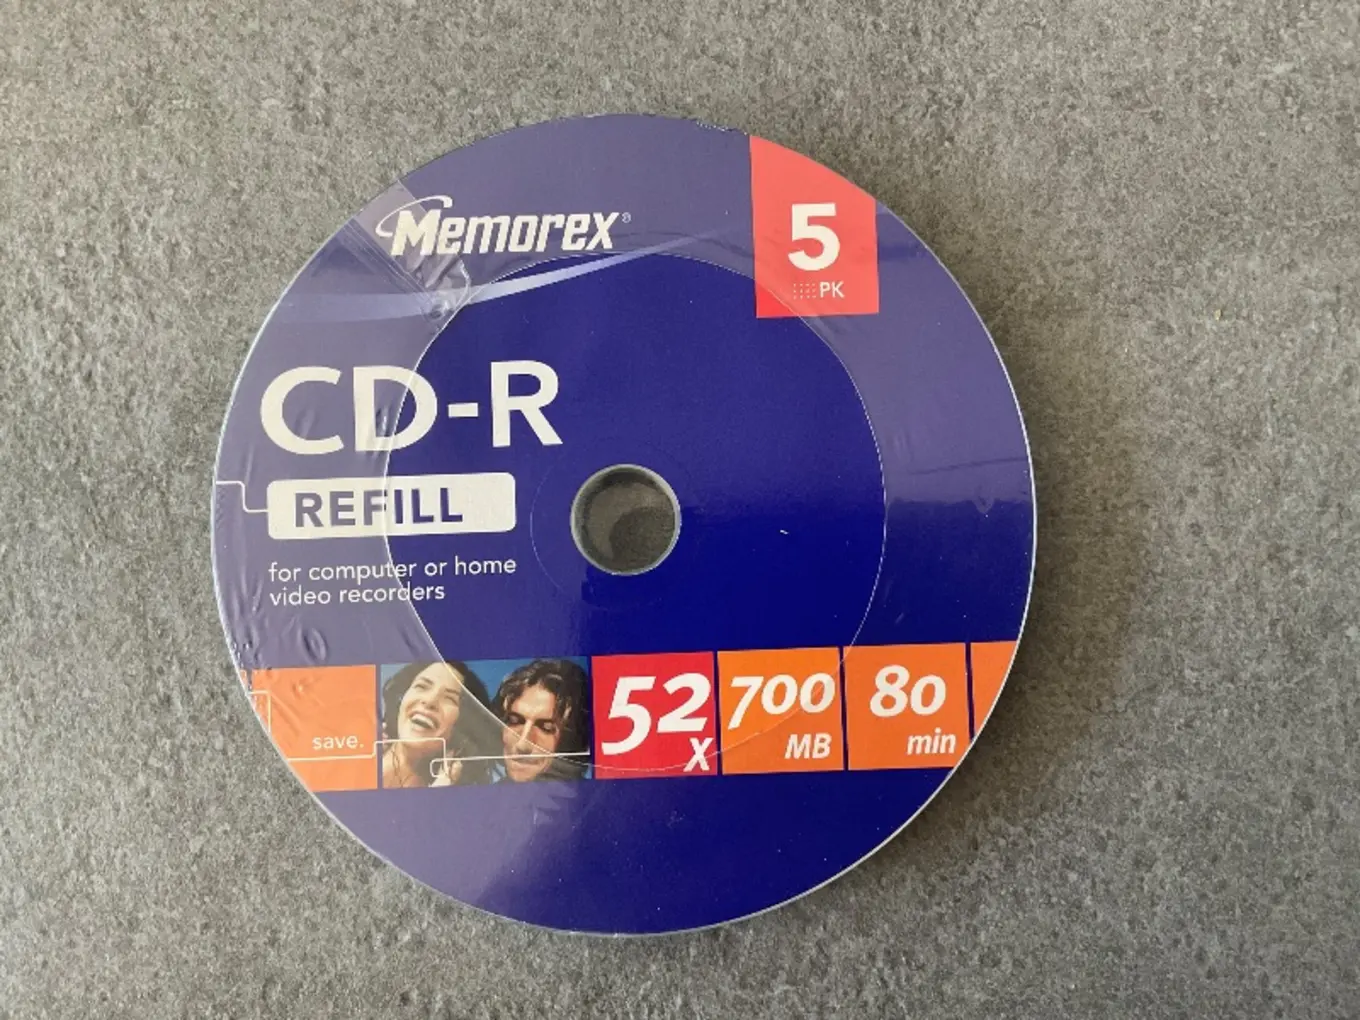 Memorex®
5
PK
CD-R
REFILL
for computer or home
video recorders
save.
52
X
700
MB
80
min